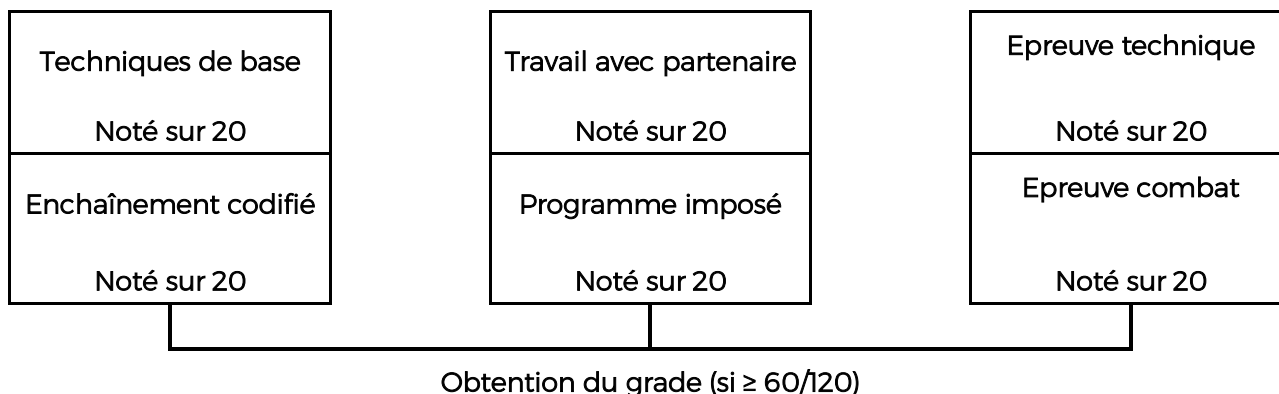 Techniques de base
Noté sur 20
Enchaînement codifié
Noté sur 20
Travail avec partenaire
Noté sur 20
Programme imposé
Noté sur 20
Epreuve technique
Noté sur 20
Epreuve combat
Noté sur 20
Obtention du grade (si ≥ 60/120)